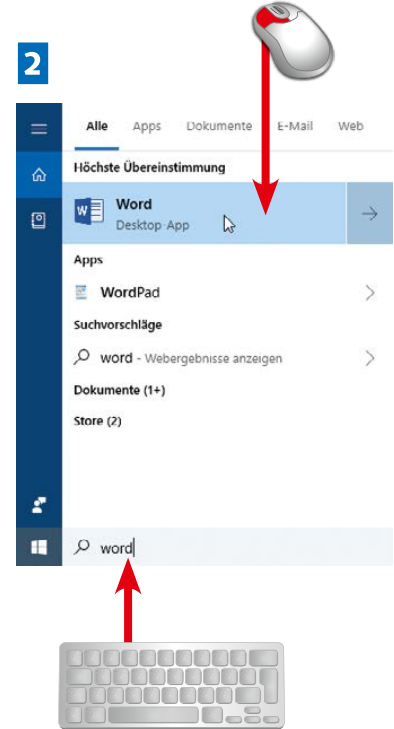 2
Alle Apps Dokumente E-Mail Web
Höchste Übereinstimmung
Word
Desktop-App
Apps
WordPad
Suchvorschläge
word - Webergebnisse anzeigen
Dokumente (1+)
Store (2)
word